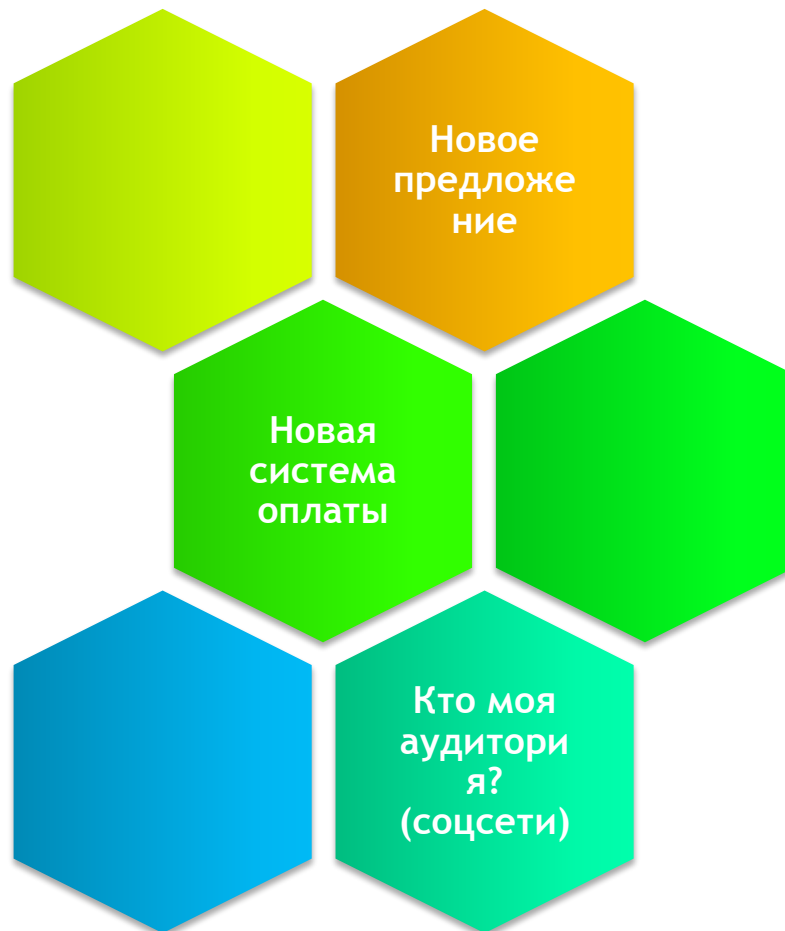 Новое
предложе
ние
Новая
система
оплаты
Кто моя
аудитори
я?
(соцсети)